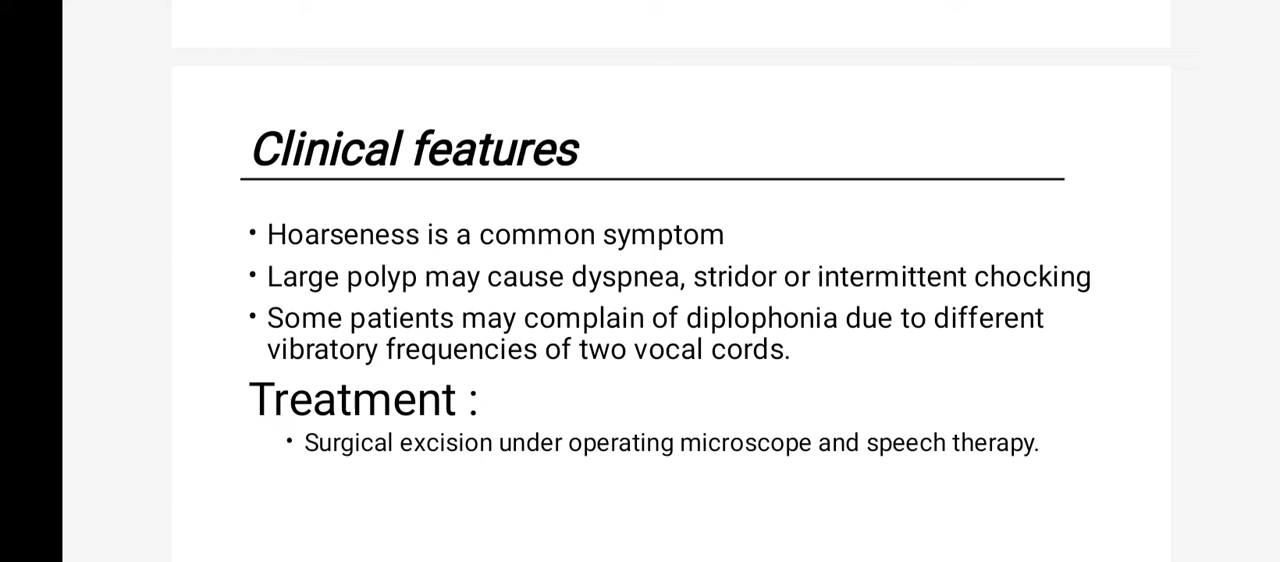 Clinical features
• Hoarseness is a common symptom
• Large polyp may cause dyspnea, stridor or intermittent chocking
• Some patients may complain of diplophonia due to different
vibratory frequencies of two vocal cords.
Treatment :
• Surgical excision under operating microscope and speech therapy.